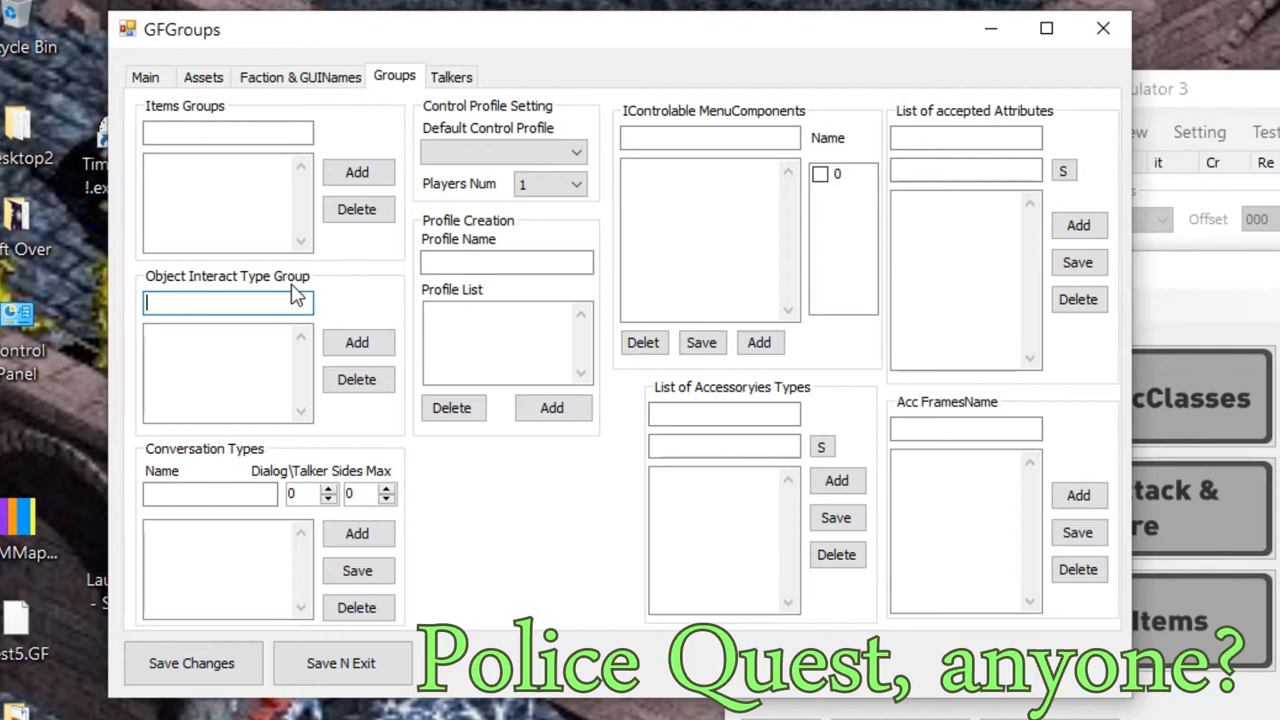 cycle Bin
GFGroups
Main Assets Faction & GUINames Groups Talkers
Items Groups
Add
Delete
Object Interact Type Group
Add
Delete
Conversation Types
Name Dialog\Talker Sides Max
0 0
Add
Save
Delete
Control Profile Setting
Default Control Profile
Players Num 1
Profile Creation
Profile Name
Profile List
Delete Add
IControlable MenuComponents
Name
0
Delet Save Add
List of Accessoryies Types
S
Add
Save
Delete
List of accepted Attributes
S
Add
Save
Delete
Acc FramesName
Add
Save
Delete
Save Changes Save N Exit
Police Quest, anyone?
esktop2
Tim
!.ex
ft Over
ontrol
Panel
MMap...
Lau
- S
est5.GF
ulator 3
ew Setting Test
it Cr Re
Offset 000
cClasses
ttack &
re
Items